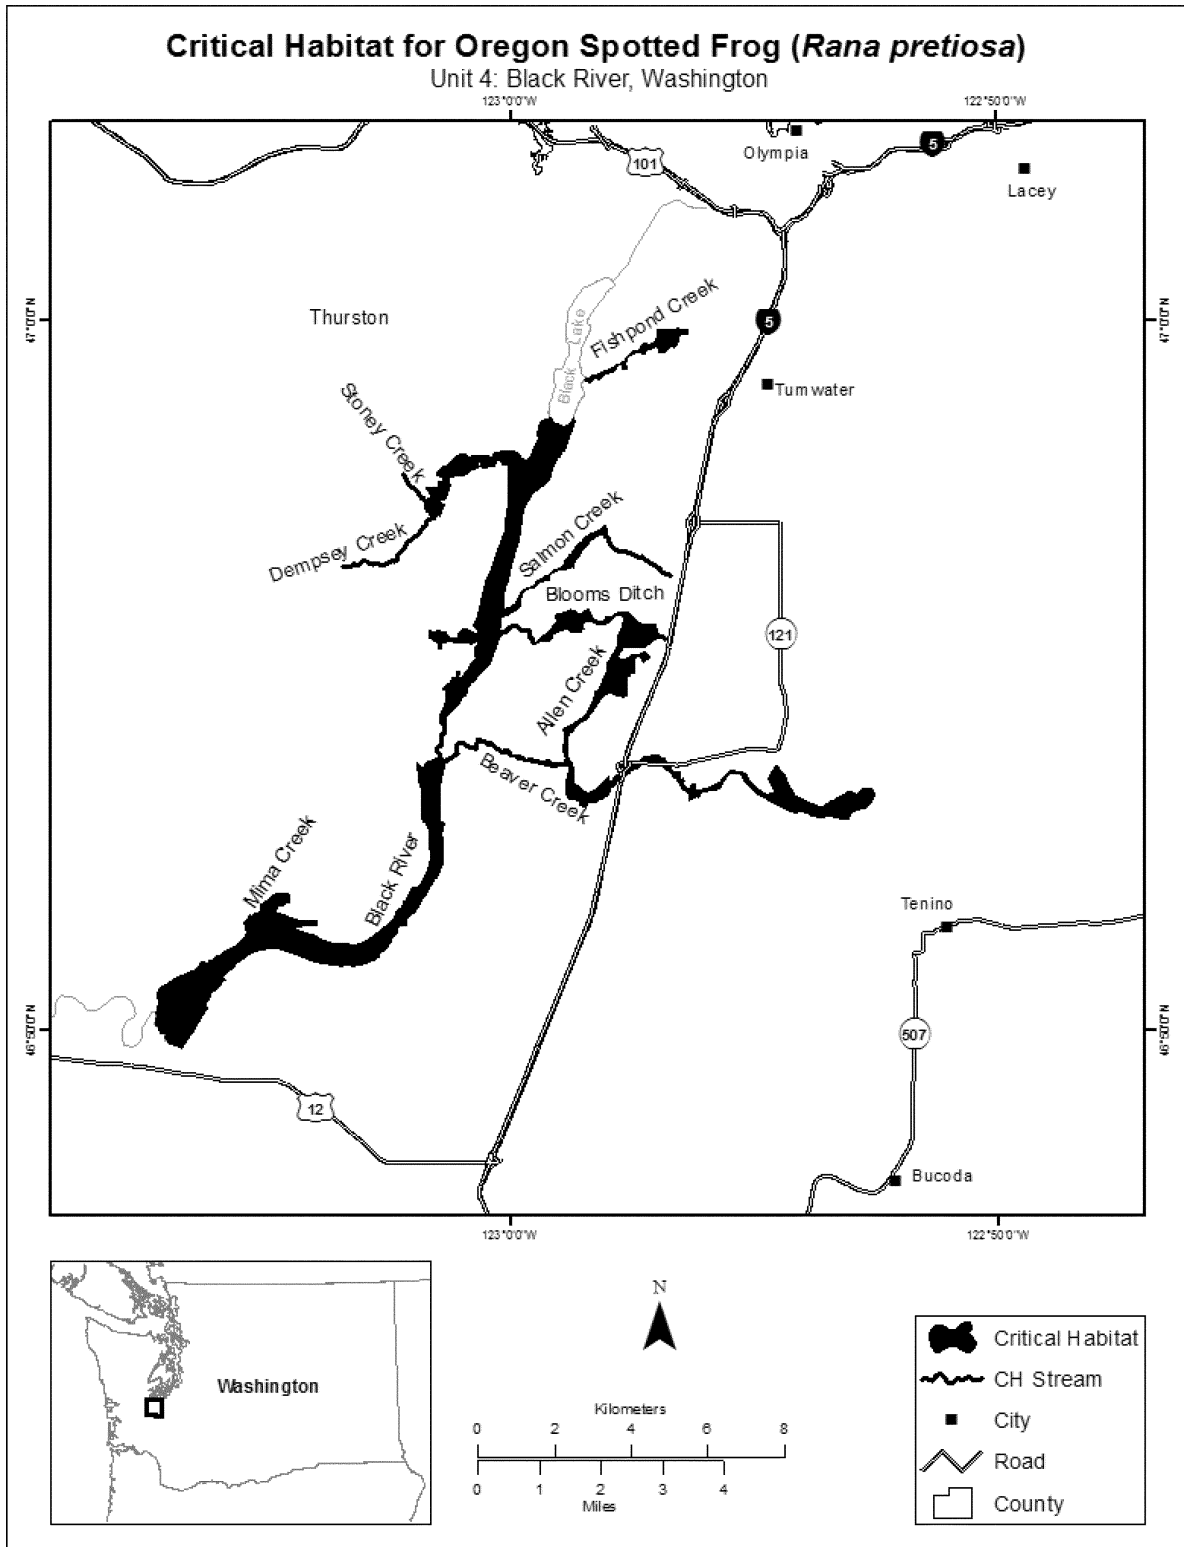 Critical Habitat for Oregon Spotted Frog (Rana pretiosa)
Unit 4: Black River, Washington
123°0'0"W
122°50'0"W
Olympia
5
101
Lacey
47°0'0"N
47°0'0"N
Thurston
Black Lake
Fishpond Creek
5
Tumwater
Stoney Creek
Dempsey Creek
Salmon Creek
Blooms Ditch
121
Allen Creek
Beaver Creek
Mima Creek
Black River
Tenino
46°50'0"N
46°50'0"N
507
12
Bucoda
123°0'0"W
122°50'0"W
Washington
N
Kilometers
0 2 4 6 8
0 1 2 3 4
Miles
Critical Habitat
CH Stream
City
Road
County